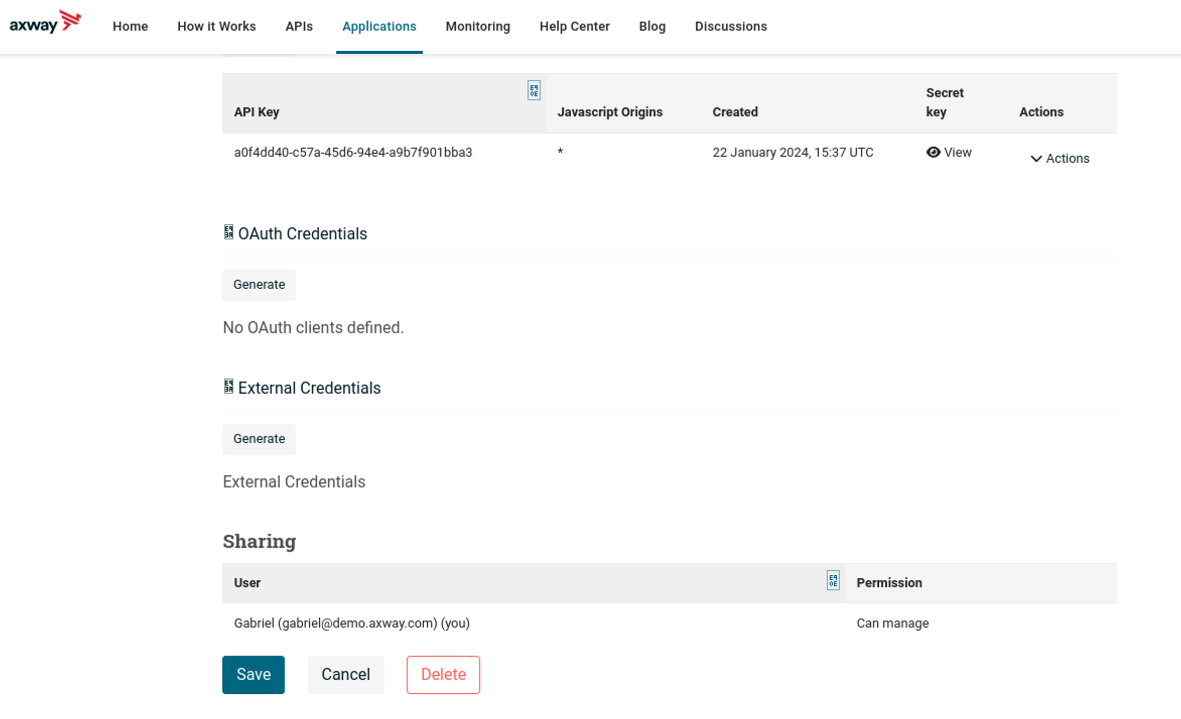 axway Home How it Works APIs Applications Monitoring Help Center Blog Discussions
API Key Javascript Origins Created Secret key Actions
a0f4dd40-c57a-45d6-94e4-a9b7f901bba3 * 22 January 2024, 15:37 UTC View Actions
OAuth Credentials
Generate
No OAuth clients defined.
External Credentials
Generate
External Credentials
Sharing
User Permission
Gabriel (gabriel@demo.axway.com) (you) Can manage
Save Cancel Delete